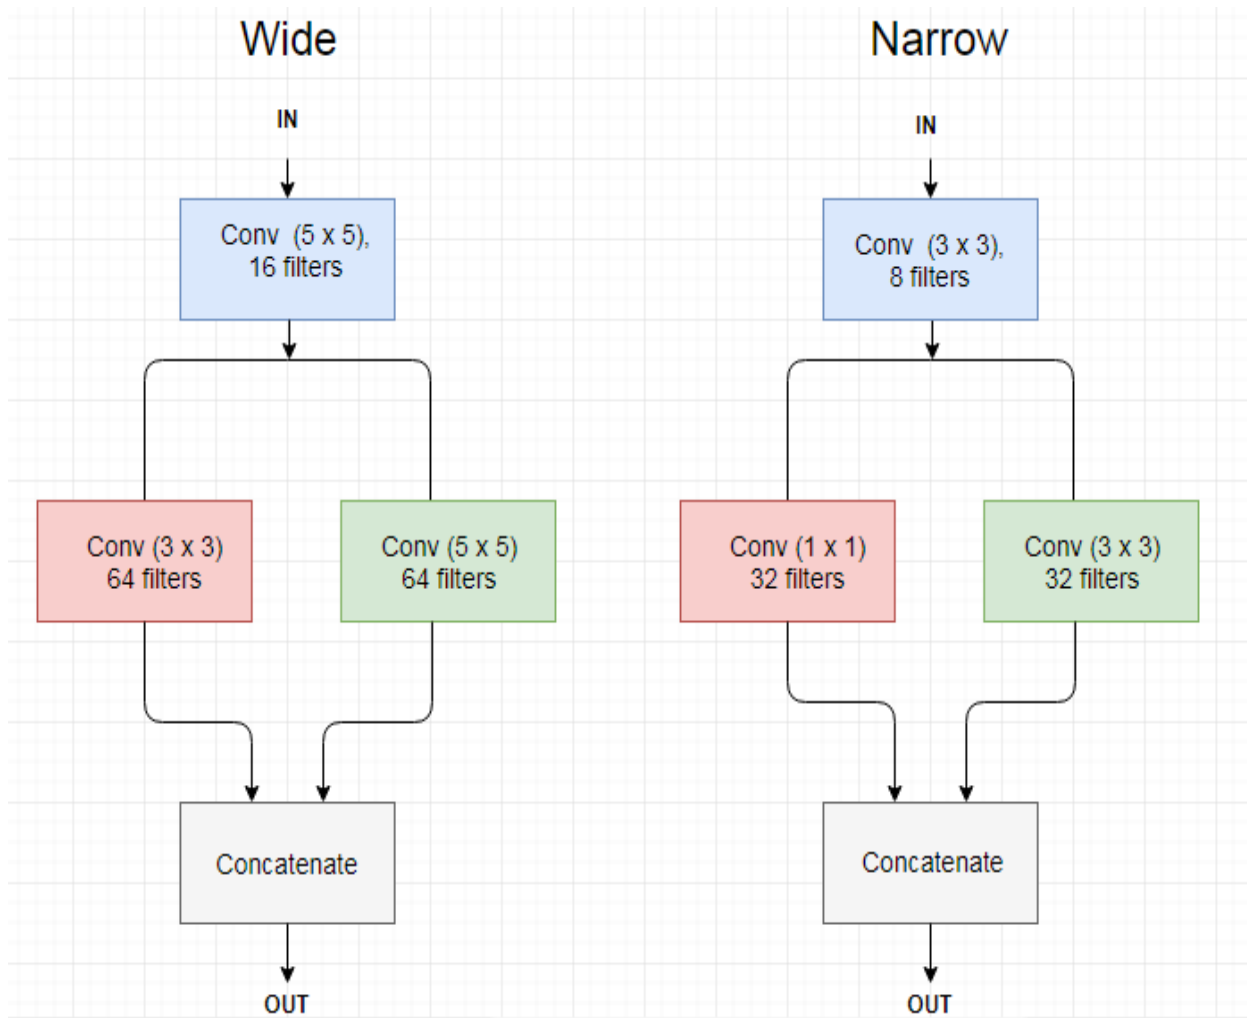 Wide
IN
Conv (5 x 5),
16 filters
Conv (3 x 3)
64 filters
Conv (5 x 5)
64 filters
Concatenate
OUT
Narrow
IN
Conv (3 x 3),
8 filters
Conv (1 x 1)
32 filters
Conv (3 x 3)
32 filters
Concatenate
OUT